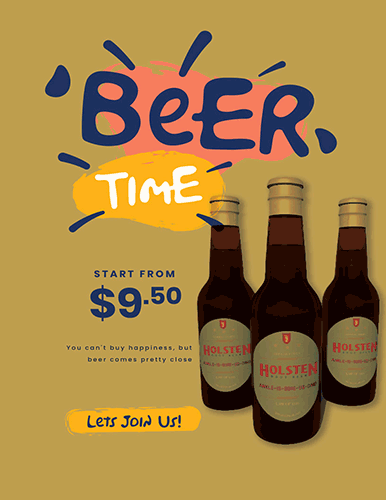 BeER
TIME
START FROM
$9.50
You can't buy happiness, but
beer comes pretty close
LETS JOIN US!
HOLSTEN
HOLSTEN
HOLSTEN